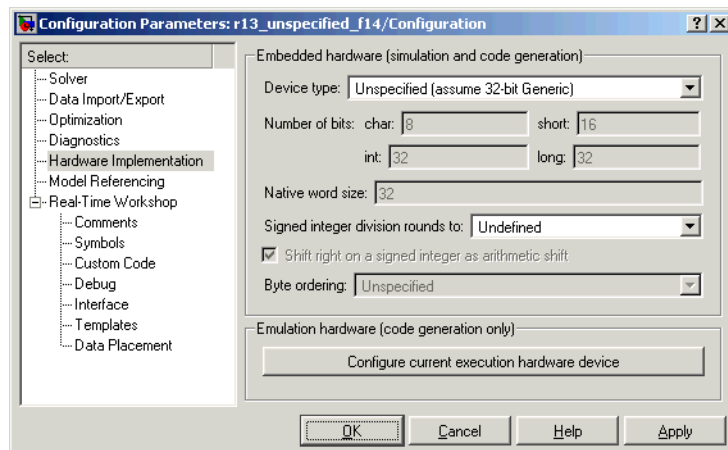 Configuration Parameters: r13_unspecified_f14/Configuration
Select:
Solver
Data Import/Export
Optimization
Diagnostics
Hardware Implementation
Model Referencing
Real-Time Workshop
Comments
Symbols
Custom Code
Debug
Interface
Templates
Data Placement
Embedded hardware (simulation and code generation)
Device type: Unspecified (assume 32-bit Generic)
Number of bits: char: 8 short: 16
int: 32 long: 32
Native word size: 32
Signed integer division rounds to: Undefined
Shift right on a signed integer as arithmetic shift
Byte ordering: Unspecified
Emulation hardware (code generation only)
Configure current execution hardware device
OK Cancel Help Apply